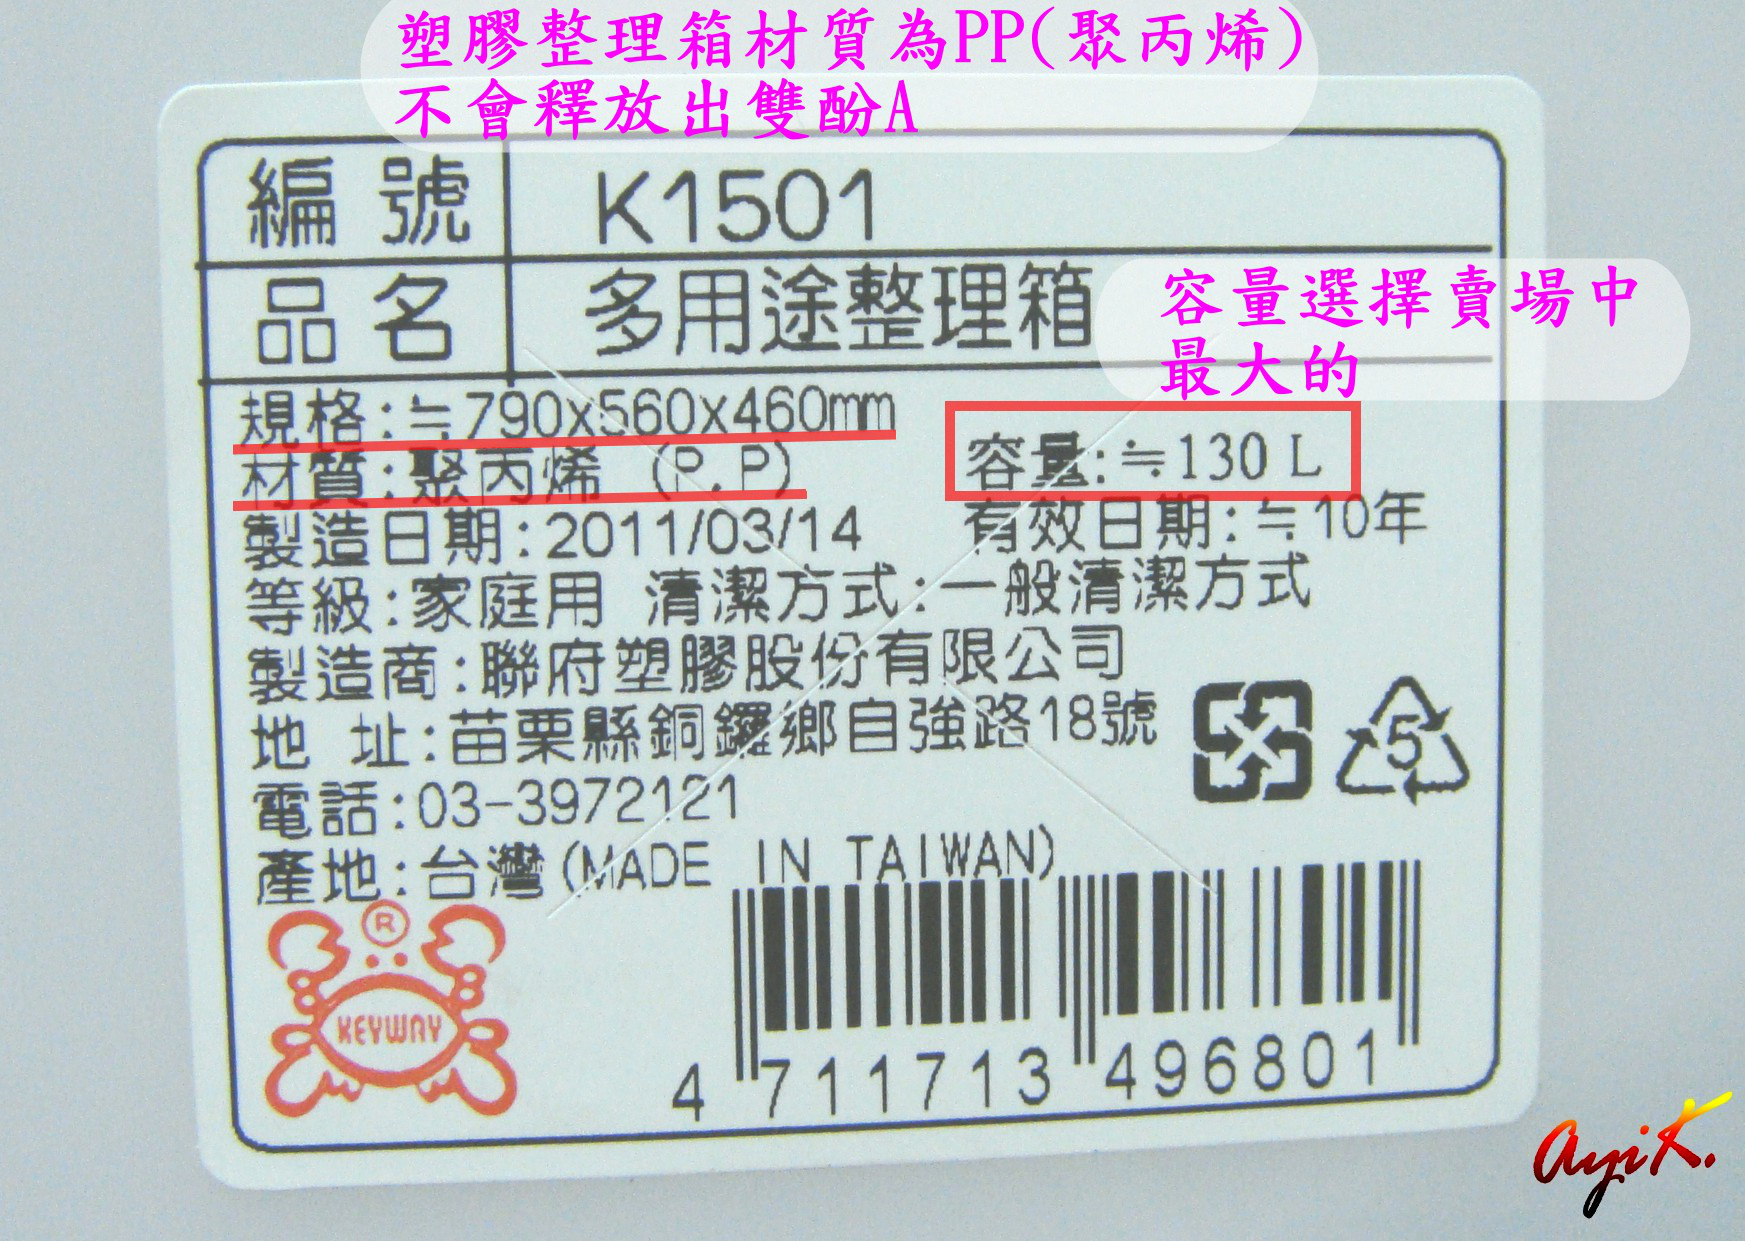 塑膠整理箱材質為PP(聚丙烯)
不會釋放出雙酚A
編號 K1501
品名 多用途整理箱
容量選擇賣場中
最大的
規格:≒790x560x460mm
容量:≒130 L
材質:聚丙烯 (P.P)
製造日期:2011/03/14 有效日期:≒10年
等級:家庭用 清潔方式:一般清潔方式
製造商:聯府塑膠股份有限公司
地 址:苗栗縣銅鑼鄉自強路18號
5
電話:03-3972121
產地:台灣(MADE IN TAIWAN)
®
KEYWAY
4 711713 496801
ayiK.